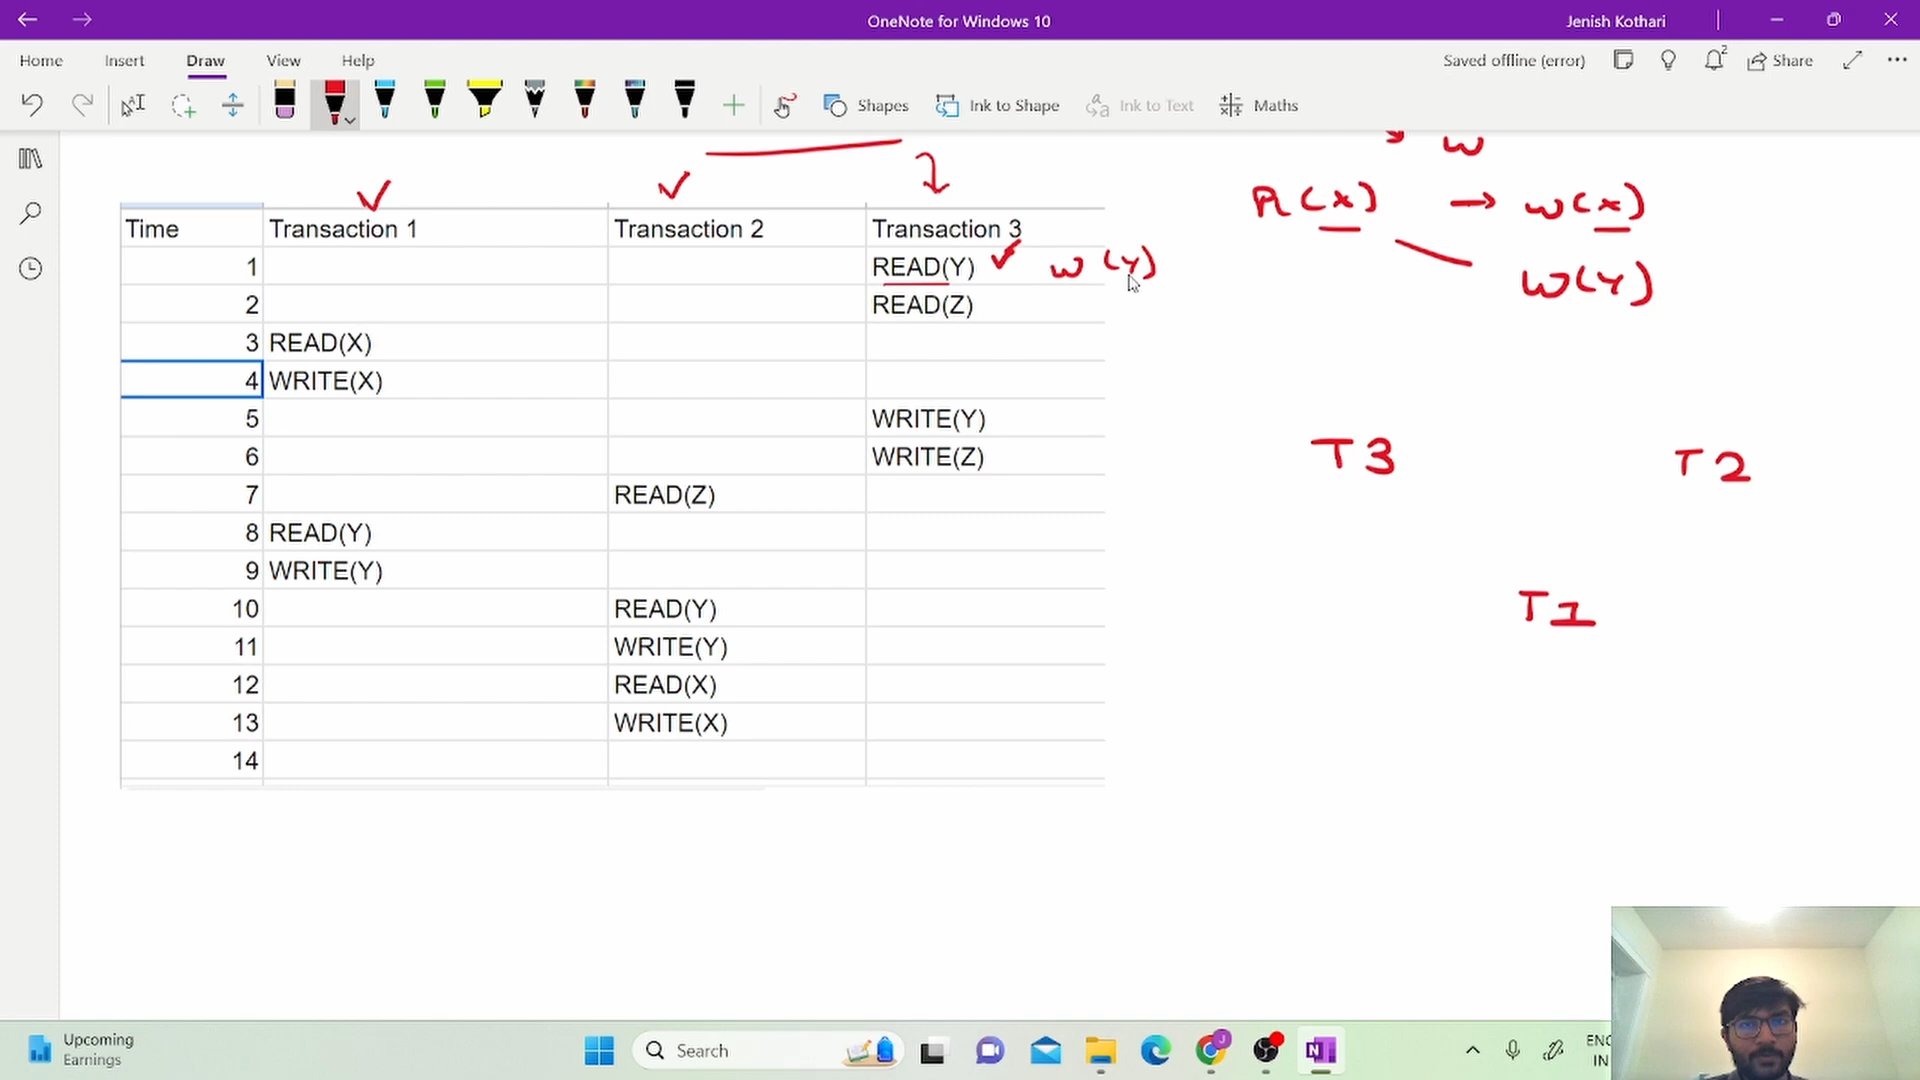 OneNote for Windows 10
Jenish Kothari
Home Insert Draw View Help
Saved offline (error) 2 Share
Shapes Ink to Shape Ink to Text Maths
W
R(X) → W(X)
W(Y)
Time Transaction 1 Transaction 2 Transaction 3
1 READ(Y) W(Y)
2 READ(Z)
3 READ(X)
4 WRITE(X)
5 WRITE(Y)
6 WRITE(Z)
7 READ(Z)
8 READ(Y)
9 WRITE(Y)
10 READ(Y)
11 WRITE(Y)
12 READ(X)
13 WRITE(X)
14
T3 T2
T1
Upcoming
Earnings
Search
ENG
IN